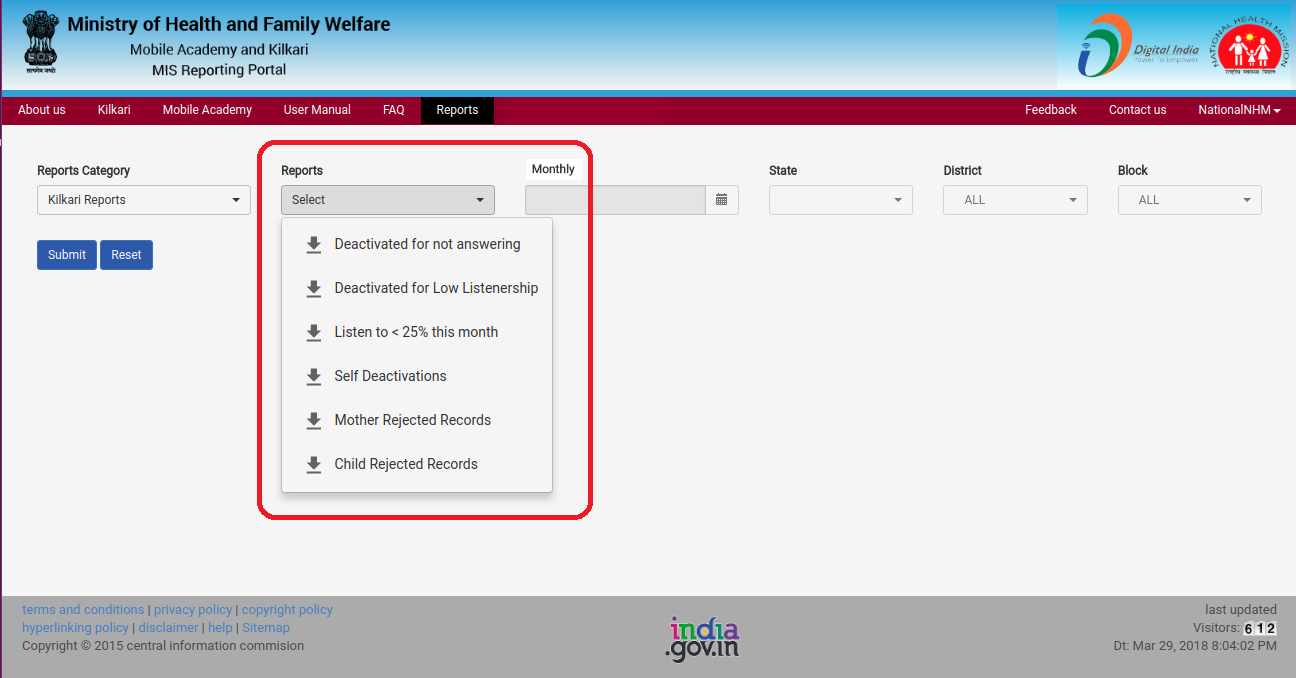 Ministry of Health and Family Welfare
Mobile Academy and Kilkari
MIS Reporting Portal
सत्यमेव जयते
Digital India
Power To Empower
NATIONAL HEALTH MISSION
राष्ट्रीय स्वास्थ्य मिशन
About us Kilkari Mobile Academy User Manual FAQ Reports Feedback Contact us NationalNHM
Reports Category Reports Monthly State District Block
Kilkari Reports Select ALL ALL
Submit Reset
Deactivated for not answering
Deactivated for Low Listenership
Listen to < 25% this month
Self Deactivations
Mother Rejected Records
Child Rejected Records
terms and conditions | privacy policy | copyright policy
hyperlinking policy | disclaimer | help | Sitemap
Copyright © 2015 central information commision
india
.gov.in
last updated
Visitors: 612
Dt: Mar 29, 2018 8:04:02 PM